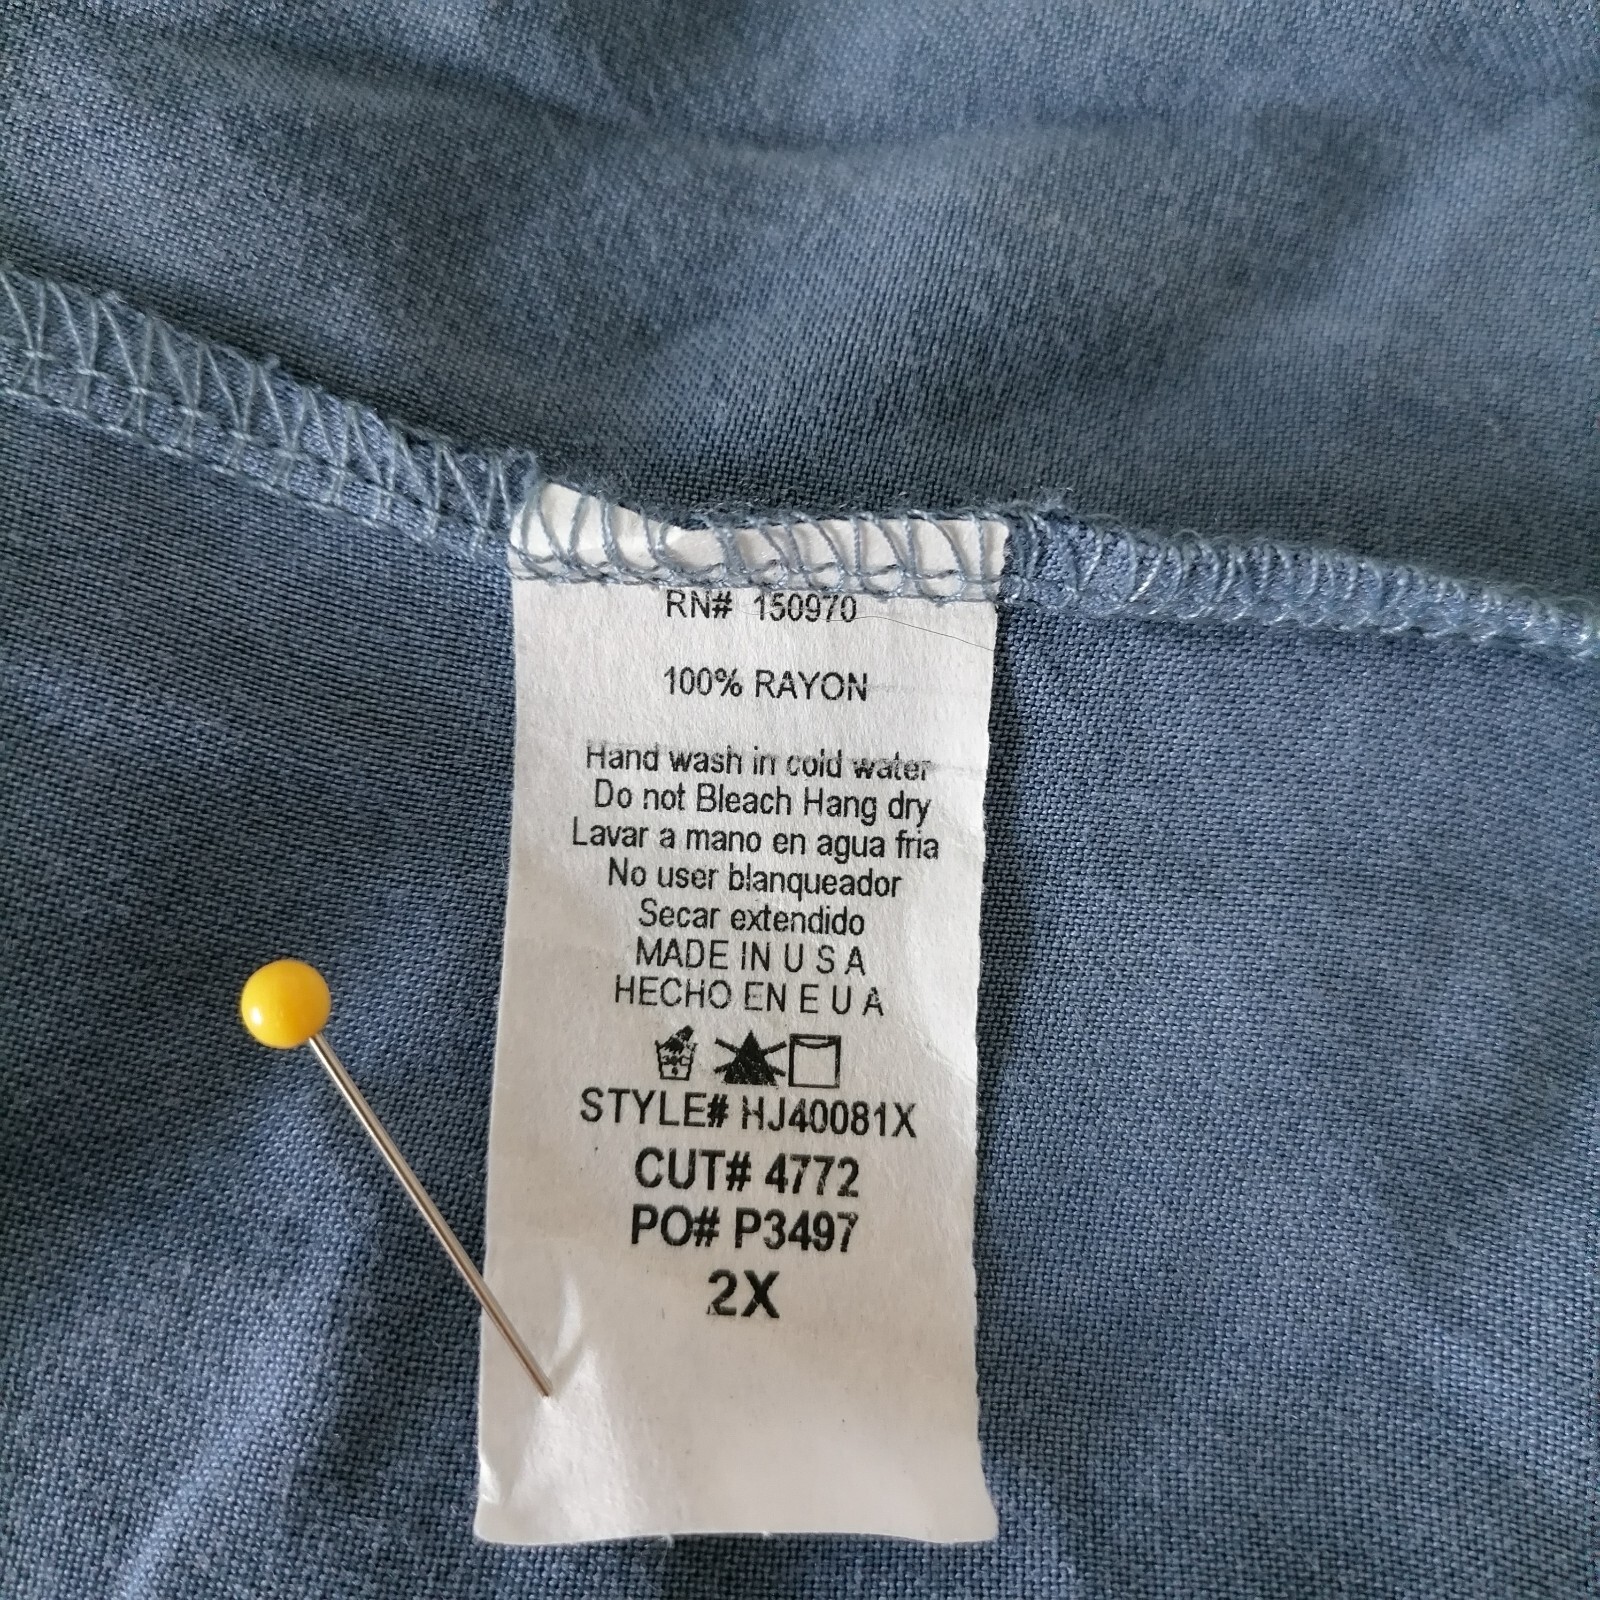 RN# 150970
100% RAYON
Hand wash in cold water
Do not Bleach Hang dry
Lavar a mano en agua fria
No user blanqueador
Secar extendido
MADE IN U S A
HECHO EN E U A
STYLE# HJ40081X
CUT# 4772
PO# P3497
2X